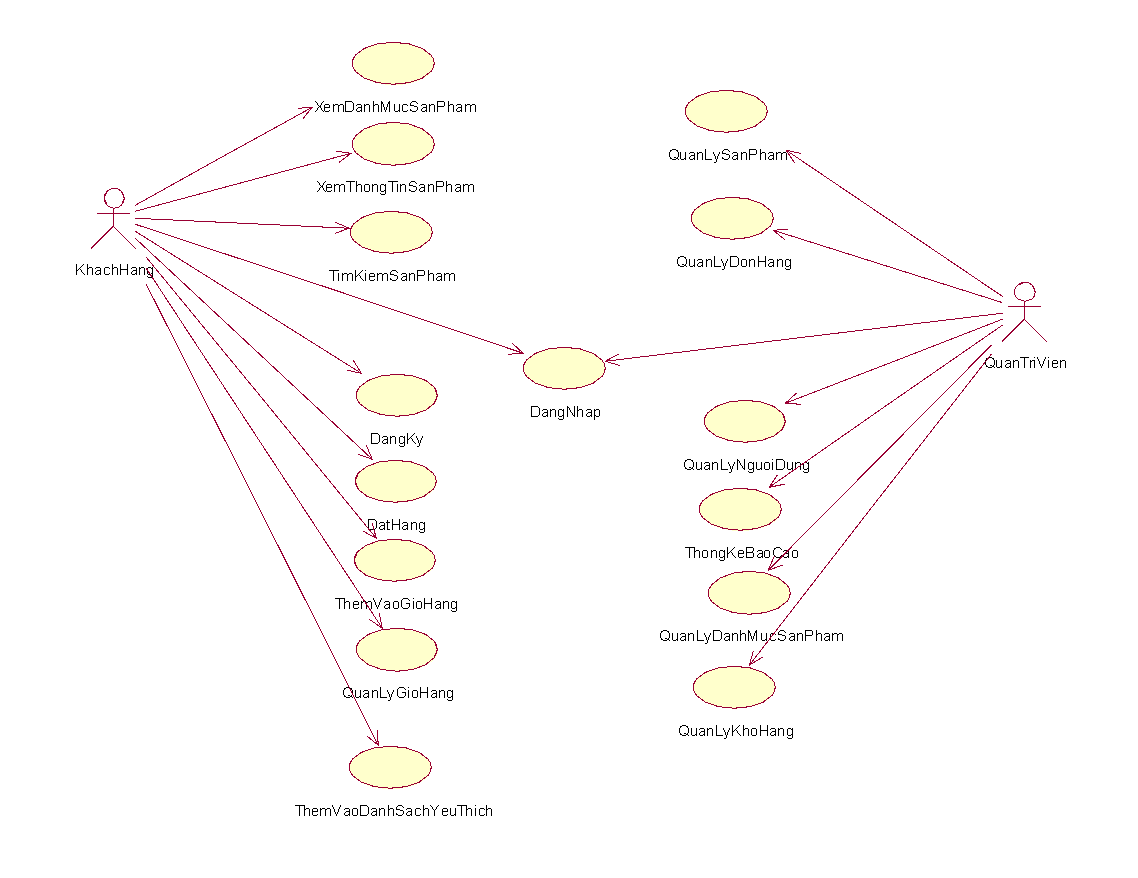 XemDanhMucSanPham
QuanLySanPham
XemThongTinSanPham
QuanLyDonHang
KhachHang
TimKiemSanPham
QuanTriVien
DangNhap
DangKy
QuanLyNguoiDung
DatHang
ThongKeBaoCao
ThemVaoGioHang
QuanLyDanhMucSanPham
QuanLyGioHang
QuanLyKhoHang
ThemVaoDanhSachYeuThich